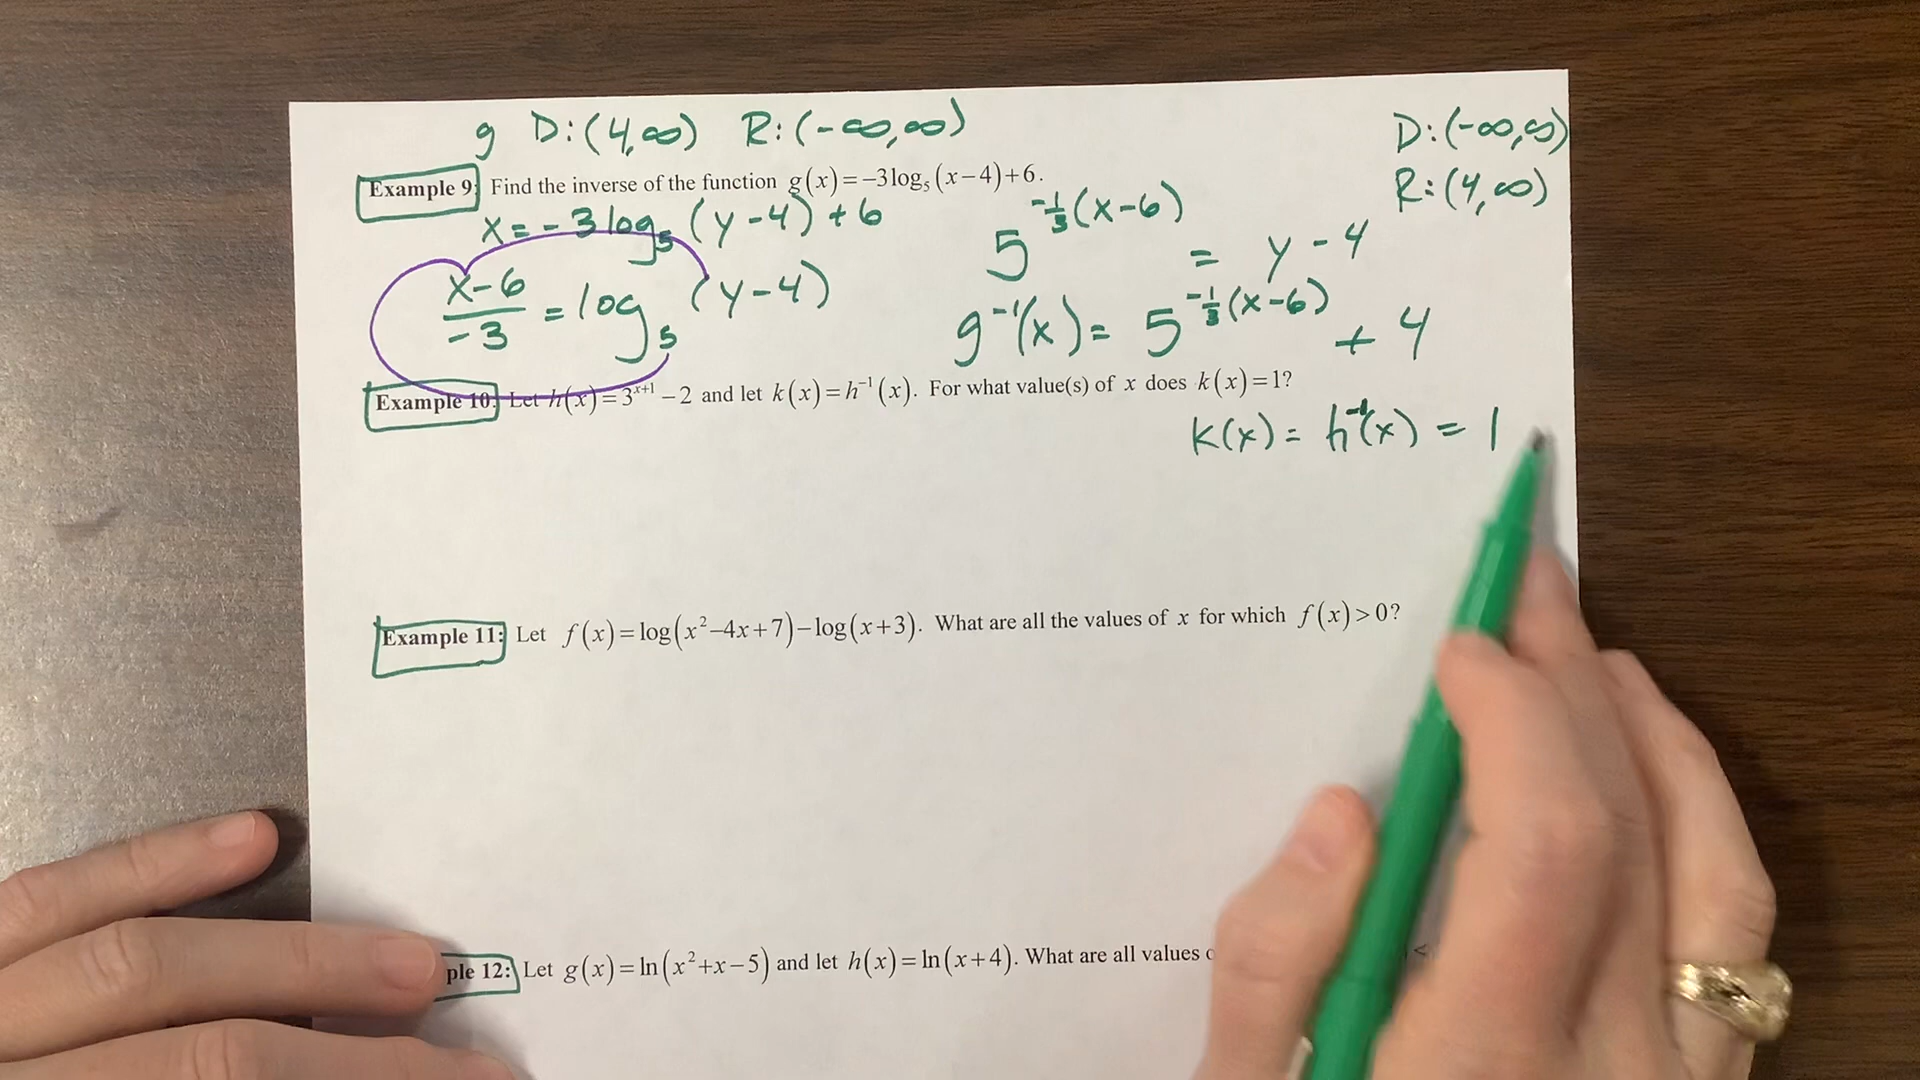 g D: (4,∞) R: (-∞,∞)
D: (-∞,∞)
R: (4,∞)
Example 9: Find the inverse of the function g(x)=−3log₅(x−4)+6.
x = -3 log₅ (y-4) + 6
(x-6)/-3 = log₅ (y-4)
5^(-1/3(x-6)) = y - 4
g⁻¹(x) = 5^(-1/3(x-6)) + 4
Example 10: Let h(x)=3^(x+1)−2 and let k(x)=h⁻¹(x). For what value(s) of x does k(x)=1?
k(x) = h⁻¹(x) = 1
Example 11: Let f(x)=log(x²−4x+7)−log(x+3). What are all the values of x for which f(x)>0?
ple 12: Let g(x)=ln(x²+x−5) and let h(x)=ln(x+4). What are all values <